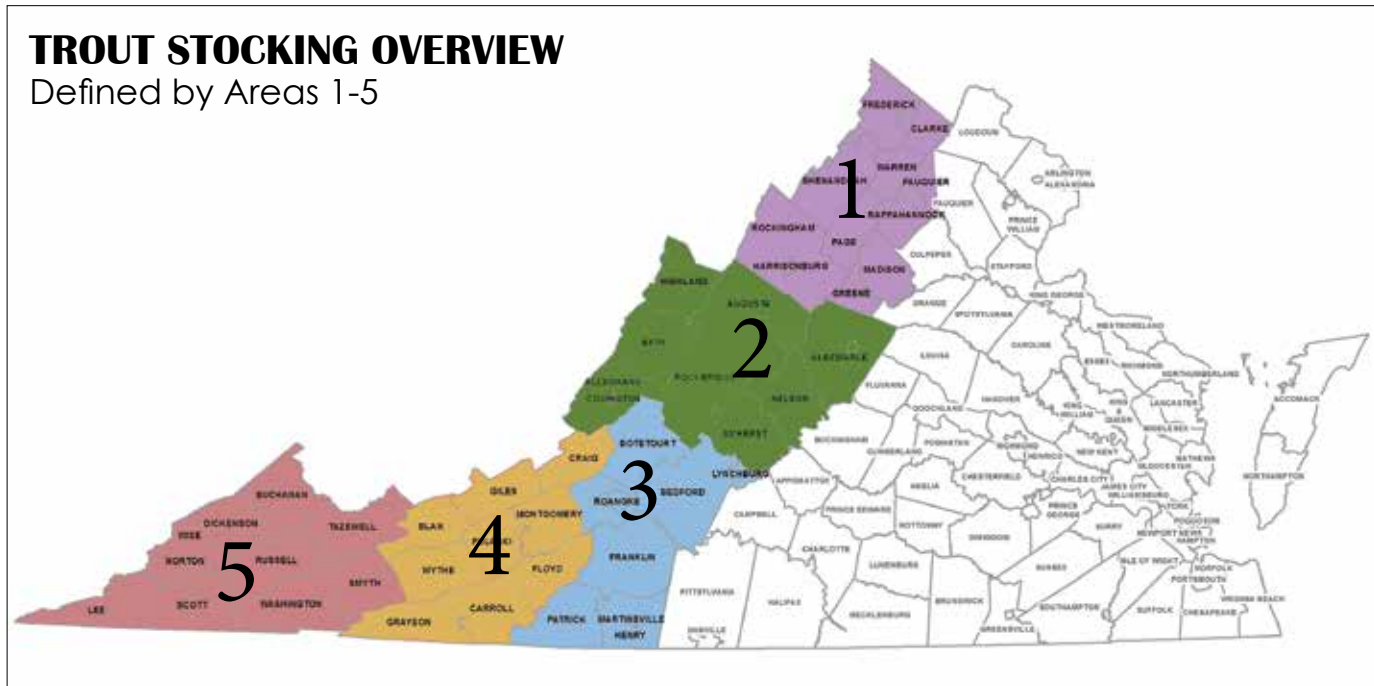 TROUT STOCKING OVERVIEW
Defined by Areas 1-5
FREDERICK
CLARKE
LOUDOUN
WARREN
SHENANDOAH
1
FAUQUIER
ARLINGTON
ALEXANDRIA
FAUQUIER
RAPPAHANNOCK
PRINCE
WILLIAM
ROCKINGHAM
PAGE
CULPEPER
HARRISONBURG
MADISON
STAFFORD
GREENE
KING GEORGE
HIGHLAND
AUGUSTA
ORANGE
SPOTSYLVANIA
WESTMORELAND
BATH
2
ALBEMARLE
LOUISA
CAROLINE
ESSEX
RICHMOND
NORTHUMBERLAND
ROCKBRIDGE
ALLEGHANY
COVINGTON
NELSON
FLUVANNA
HANOVER
KING
WILLIAM
KING
&
QUEEN
LANCASTER
ACCOMACK
GOOCHLAND
MIDDLESEX
AMHERST
BUCKINGHAM
POWHATAN
RICHMOND
HENRICO
NEW KENT
MATHEWS
BOTETOURT
CUMBERLAND
GLOUCESTER
CRAIG
LYNCHBURG
APPOMATTOX
AMELIA
CHESTERFIELD
CHARLES CITY
JAMES CITY
WILLIAMSBURG
NORTHAMPTON
3
BEDFORD
ROANOKE
GILES
BUCHANAN
YORK
MONTGOMERY
CAMPBELL
PRINCE EDWARD
NOTTOWAY
PRINCE
GEORGE
SURRY
POQUOSON
HAMPTON
NEWPORT NEWS
DICKENSON
TAZEWELL
BLAND
PULASKI
4
WISE
NORTON
RUSSELL
5
WYTHE
FLOYD
FRANKLIN
CHARLOTTE
LUNENBURG
DINWIDDIE
SUSSEX
ISLE OF WIGHT
NORFOLK
PORTSMOUTH
SMYTH
PITTSYLVANIA
HALIFAX
MECKLENBURG
BRUNSWICK
SOUTHAMPTON
SUFFOLK
CHESAPEAKE
VIRGINIA BEACH
LEE
SCOTT
WASHINGTON
GRAYSON
CARROLL
PATRICK
MARTINSVILLE
HENRY
DANVILLE
GREENSVILLE